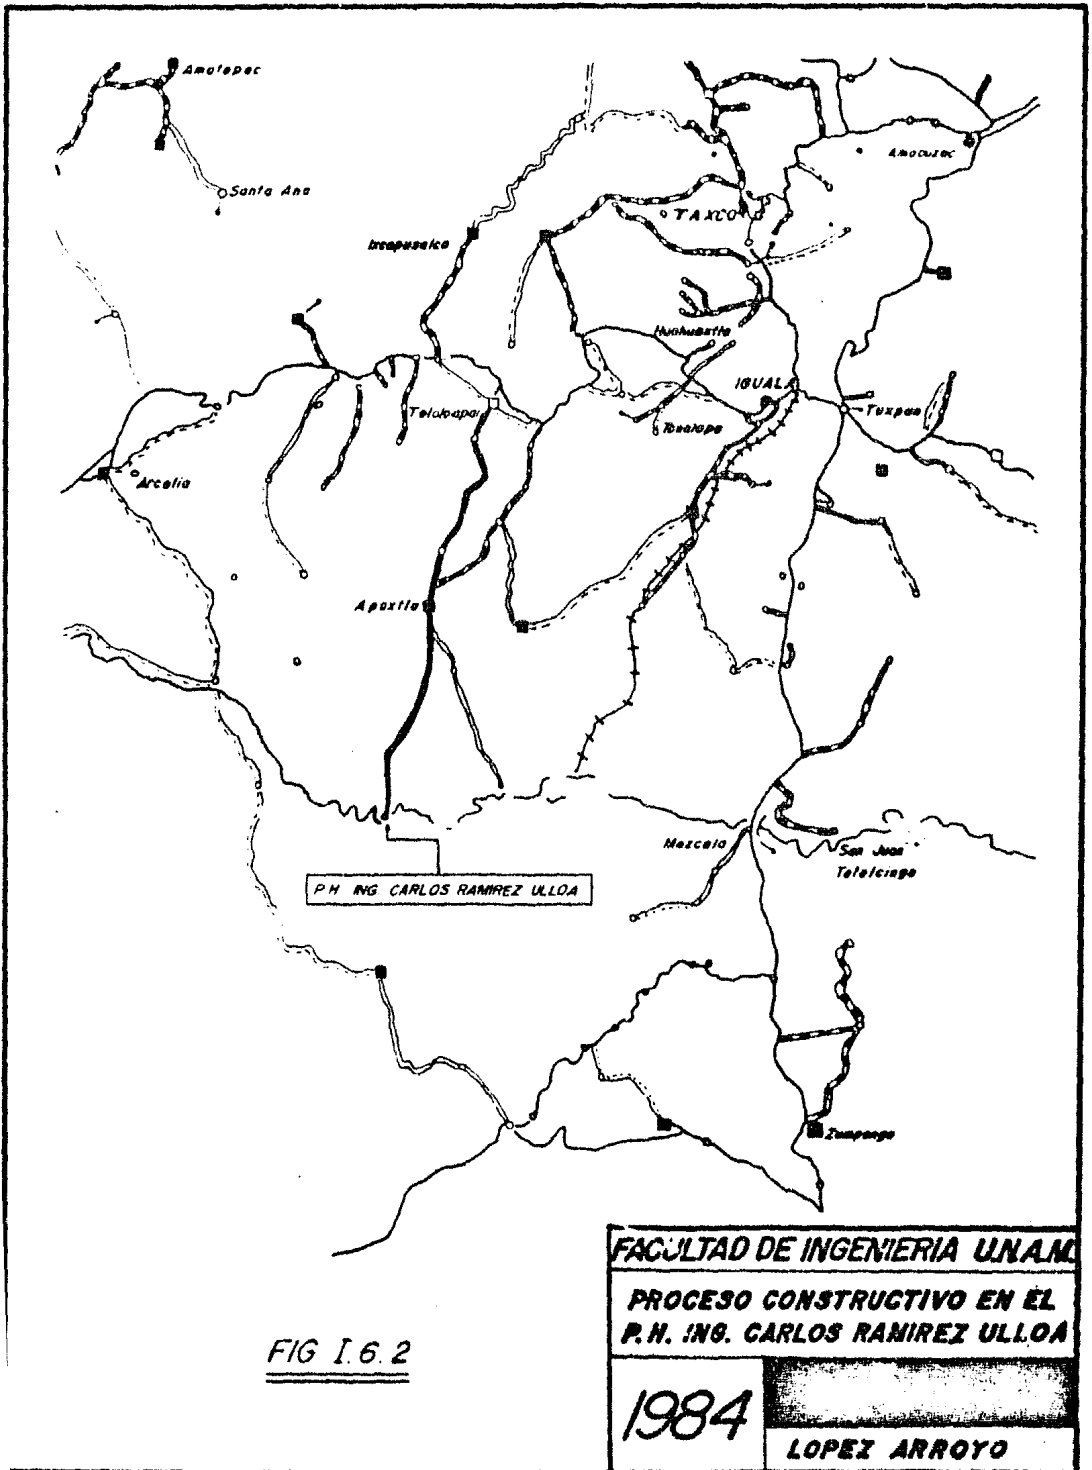 Amatepec
Santa Ana
Ixcapuzalco
TAXCO
Amacuzac
Huahuaxtla
IGUALA
Teloloapan
Tonalapa
Tuxpan
Arcelia
Apaxtla
Mezcala
San Juan
Tetelcingo
P.H. ING. CARLOS RAMIREZ ULLOA
Zumpango
FIG I.6.2
FACULTAD DE INGENIERIA U.N.A.M.
PROCESO CONSTRUCTIVO EN EL
P.H. ING. CARLOS RAMIREZ ULLOA
1984
LOPEZ ARROYO